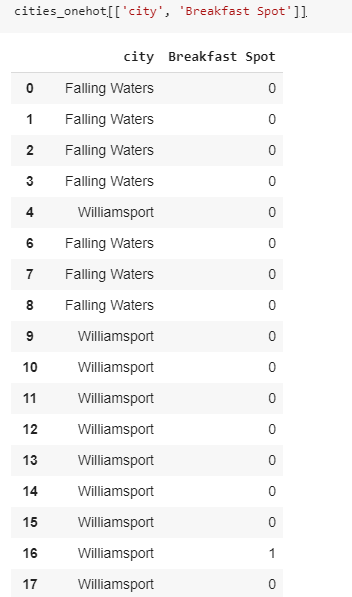 cities_onehot[['city', 'Breakfast Spot']]
city Breakfast Spot
0 Falling Waters 0
1 Falling Waters 0
2 Falling Waters 0
3 Falling Waters 0
4 Williamsport 0
6 Falling Waters 0
7 Falling Waters 0
8 Falling Waters 0
9 Williamsport 0
10 Williamsport 0
11 Williamsport 0
12 Williamsport 0
13 Williamsport 0
14 Williamsport 0
15 Williamsport 0
16 Williamsport 1
17 Williamsport 0